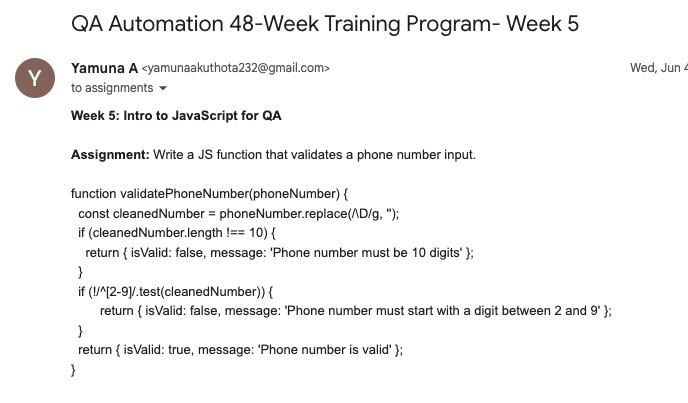 QA Automation 48-Week Training Program- Week 5
Y
Yamuna A <yamunaakuthota232@gmail.com>
Wed, Jun 4
to assignments
Week 5: Intro to JavaScript for QA
Assignment: Write a JS function that validates a phone number input.
function validatePhoneNumber(phoneNumber) {
const cleanedNumber = phoneNumber.replace(/\D/g, '');
if (cleanedNumber.length !== 10) {
return { isValid: false, message: 'Phone number must be 10 digits' };
}
if (!/^[2-9]/.test(cleanedNumber)) {
return { isValid: false, message: 'Phone number must start with a digit between 2 and 9' };
}
return { isValid: true, message: 'Phone number is valid' };
}